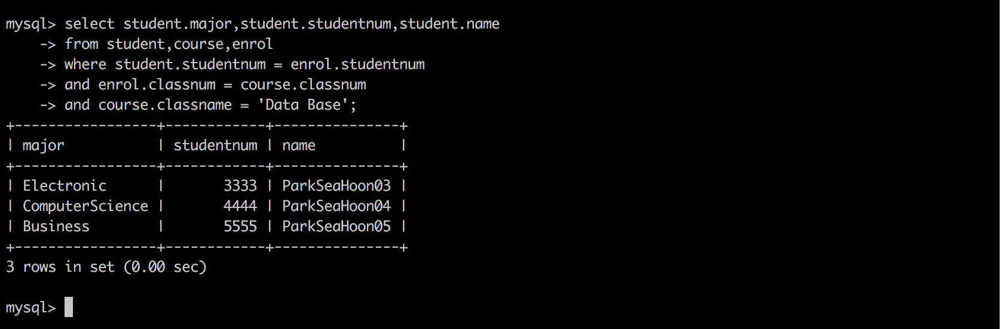 mysql> select student.major,student.studentnum,student.name
    -> from student,course,enrol
    -> where student.studentnum = enrol.studentnum
    -> and enrol.classnum = course.classnum
    -> and course.classname = 'Data Base';
+-----------------+------------+---------------+
| major           | studentnum | name          |
+-----------------+------------+---------------+
| Electronic      |       3333 | ParkSeaHoon03 |
| ComputerScience |       4444 | ParkSeaHoon04 |
| Business        |       5555 | ParkSeaHoon05 |
+-----------------+------------+---------------+
3 rows in set (0.00 sec)
mysql>